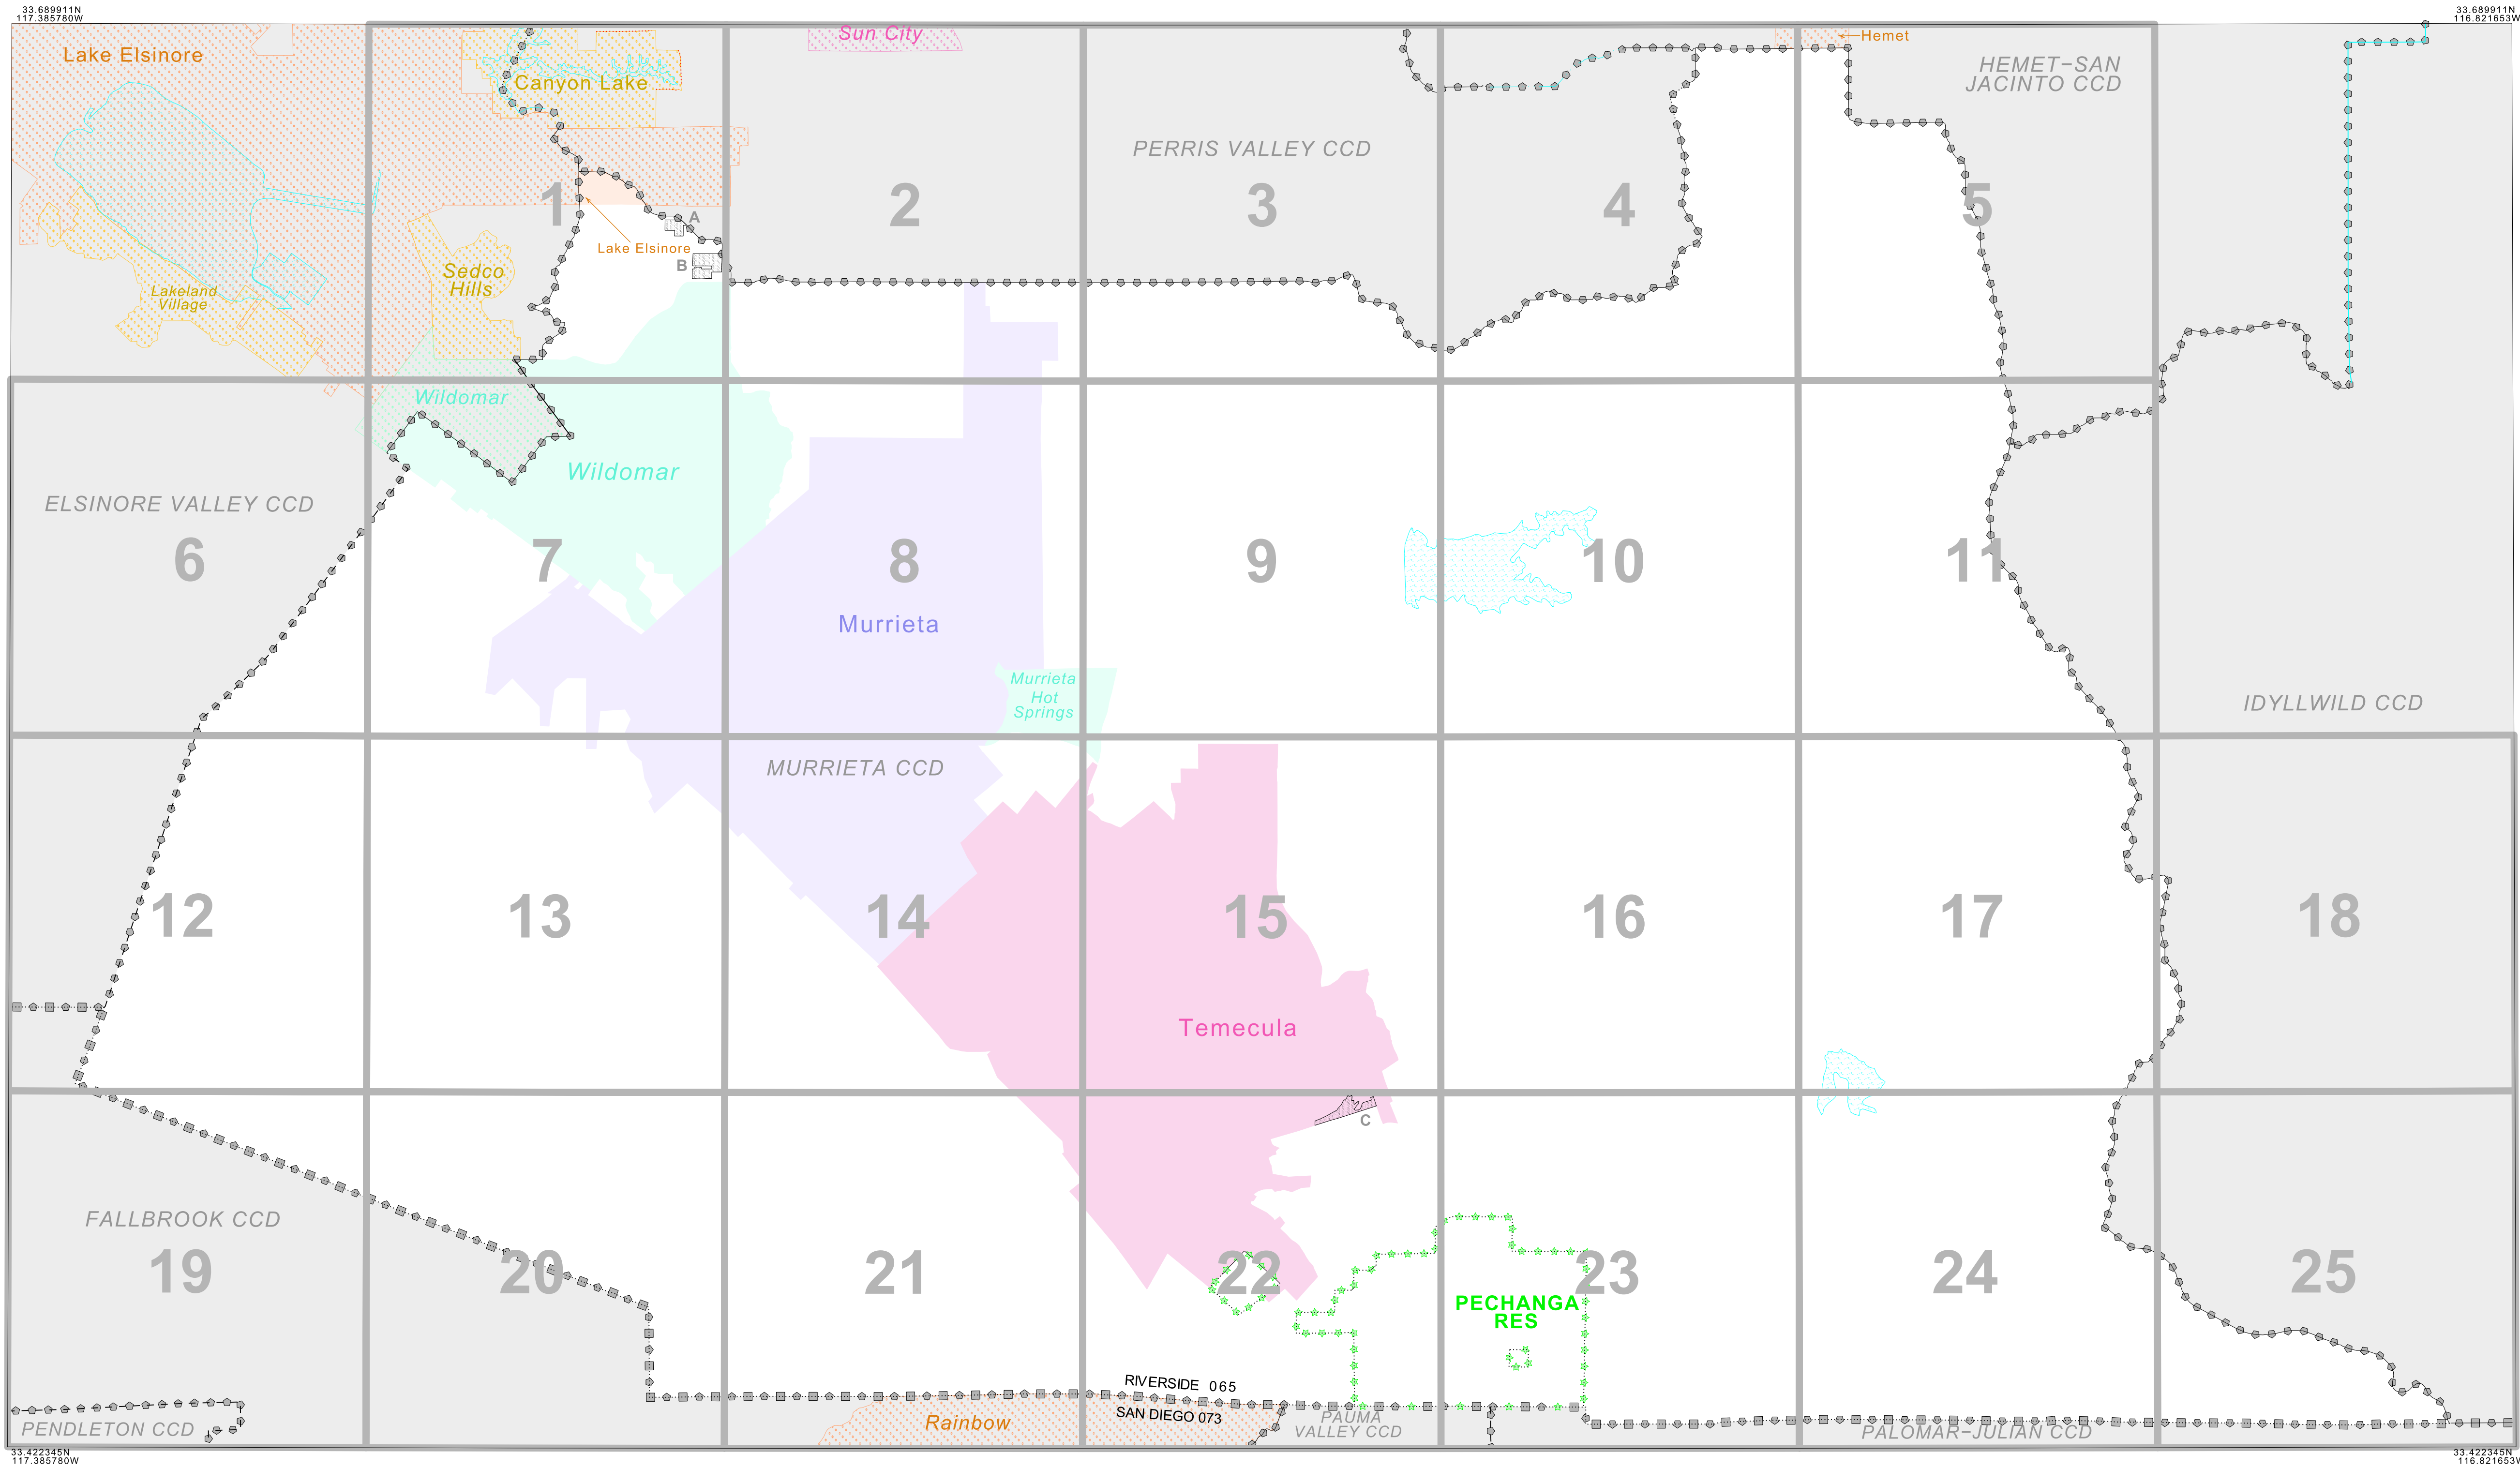 33.689911N
117.385780W
33.689911N
116.821653W
Lake Elsinore
Canyon Lake
Sun City
Hemet
HEMET–SAN
JACINTO CCD
PERRIS VALLEY CCD
1
2
3
4
5
A
Lake Elsinore
B
Sedco
Hills
Lakeland
Village
Wildomar
Wildomar
ELSINORE VALLEY CCD
6
7
8
9
10
11
Murrieta
Murrieta
Hot
Springs
IDYLLWILD CCD
MURRIETA CCD
12
13
14
15
16
17
18
Temecula
C
FALLBROOK CCD
19
20
21
22
23
24
25
PECHANGA
RES
RIVERSIDE 065
SAN DIEGO 073
Rainbow
PAUMA
VALLEY CCD
PENDLETON CCD
PALOMAR–JULIAN CCD
33.422345N
117.385780W
33.422345N
116.821653W